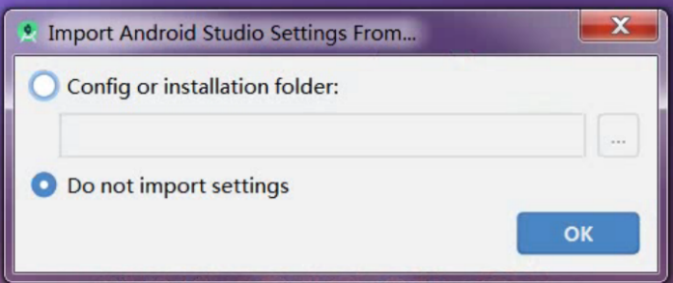 Import Android Studio Settings From...
Config or installation folder:
...
Do not import settings
OK